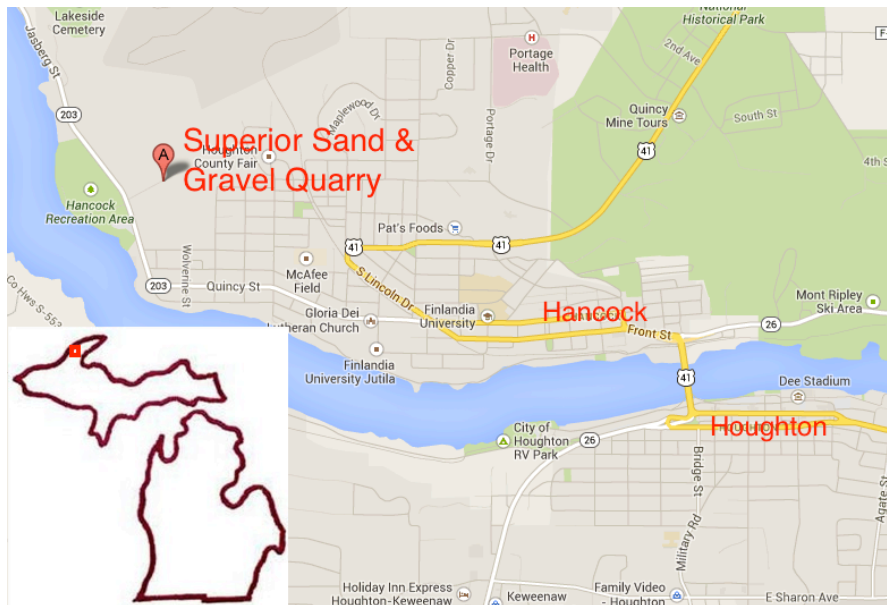 Lakeside
Cemetery
Jasberg St
203
A
Superior Sand &
Gravel Quarry
Houghton
County Fair
Hancock
Recreation Area
Maplewood Dr
Copper Dr
H
Portage
Health
Portage Dr
National
Historical Park
2nd Ave
Quincy
Mine Tours
South St
41
4th S
F-
Pat's Foods
41
41
203
Wolverine St
Quincy St
McAfee
Field
S Lincoln Dr
Gloria Dei
Lutheran Church
Finlandia
University
Hancock
Front St
26
Mont Ripley
Ski Area
Co Hws S-553
Finlandia
University Jutila
41
Dee Stadium
City of
Houghton
RV Park
26
Houghton
Bridge St
Agate St
Military Rd
Holiday Inn Express
Houghton-Keweenaw
Keweenaw
Family Video
- Houghton
E Sharon Ave